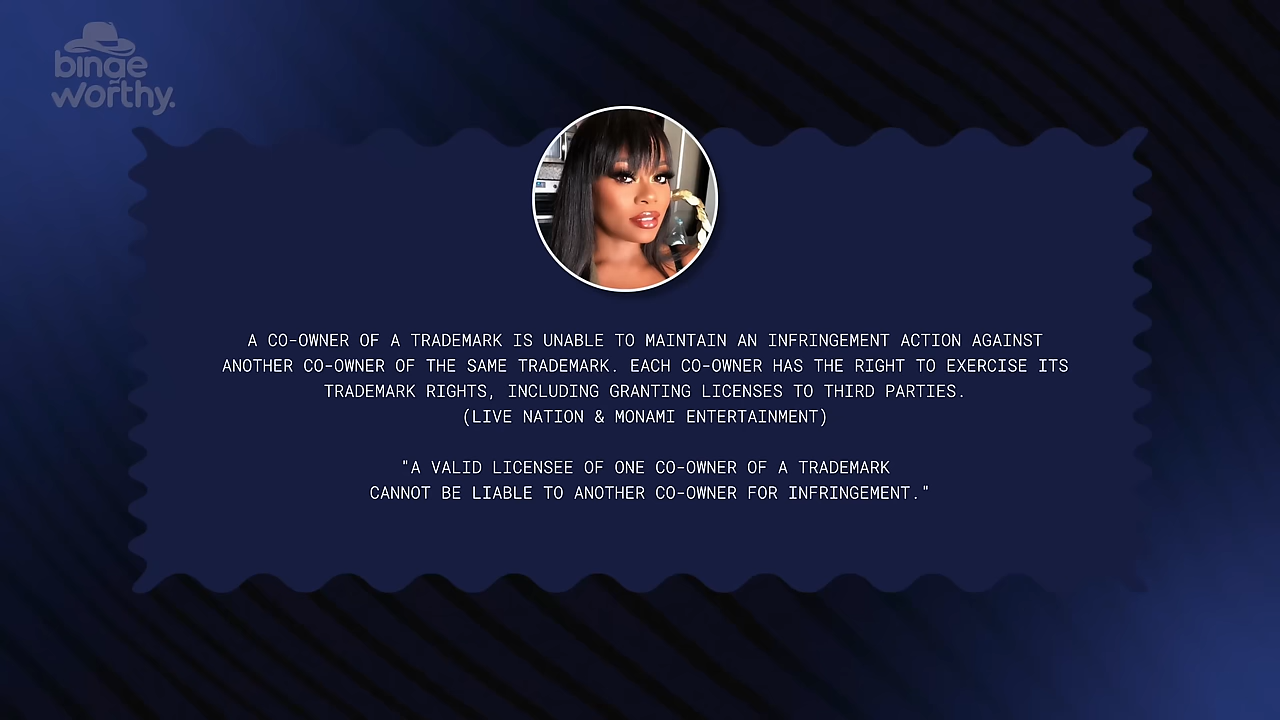 binge
worthy.
A CO-OWNER OF A TRADEMARK IS UNABLE TO MAINTAIN AN INFRINGEMENT ACTION AGAINST
ANOTHER CO-OWNER OF THE SAME TRADEMARK. EACH CO-OWNER HAS THE RIGHT TO EXERCISE ITS
TRADEMARK RIGHTS, INCLUDING GRANTING LICENSES TO THIRD PARTIES.
(LIVE NATION & MONAMI ENTERTAINMENT)
"A VALID LICENSEE OF ONE CO-OWNER OF A TRADEMARK
CANNOT BE LIABLE TO ANOTHER CO-OWNER FOR INFRINGEMENT."